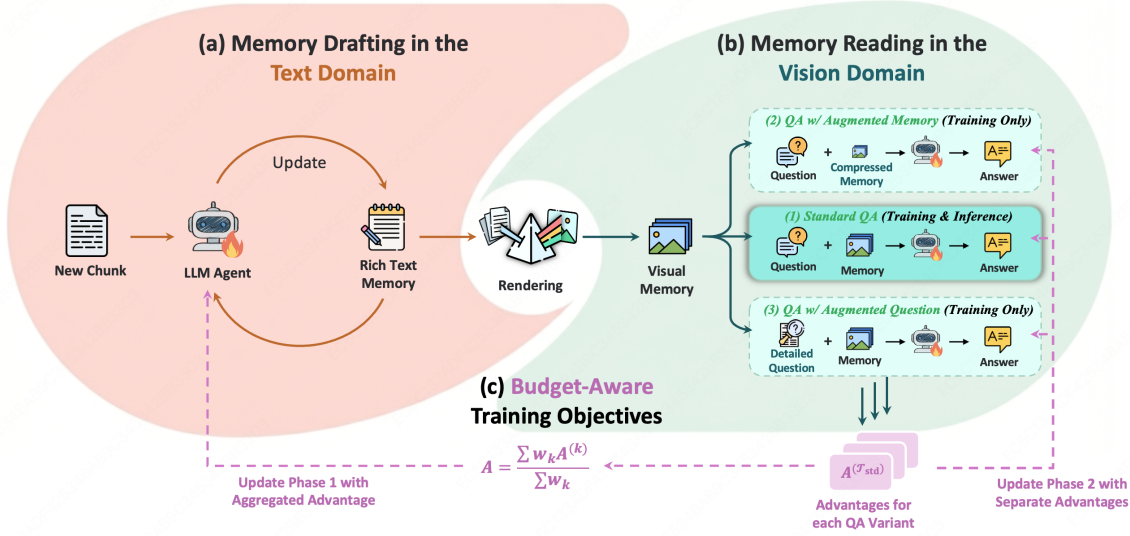 (a) Memory Drafting in the
Text Domain
Update
New Chunk
LLM Agent
Rich Text
Memory
Rendering
(b) Memory Reading in the
Vision Domain
Visual
Memory
(2) QA w/ Augmented Memory (Training Only)
?
A
+
Question
Compressed
Memory
Answer
(1) Standard QA (Training & Inference)
?
A
+
Question
Memory
Answer
(3) QA w/ Augmented Question (Training Only)
?
A
+
Detailed
Question
Memory
Answer
(c) Budget-Aware
Training Objectives
A = ∑ w_k A^(k) / ∑ w_k
A^(𝒯_std)
Update Phase 1 with
Aggregated Advantage
Advantages for
each QA Variant
Update Phase 2 with
Separate Advantages